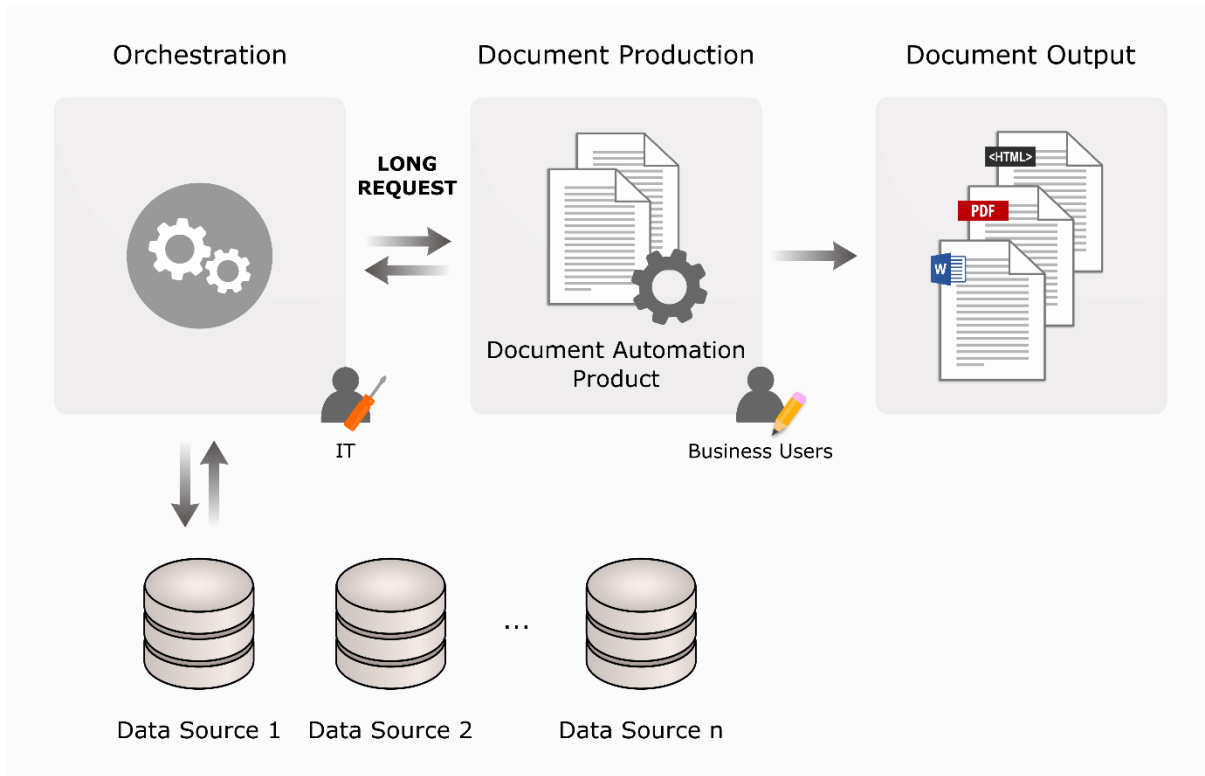 Orchestration
Document Production
Document Output
LONG
REQUEST
<HTML>
PDF
W
Document Automation
Product
IT
Business Users
...
Data Source 1
Data Source 2
Data Source n